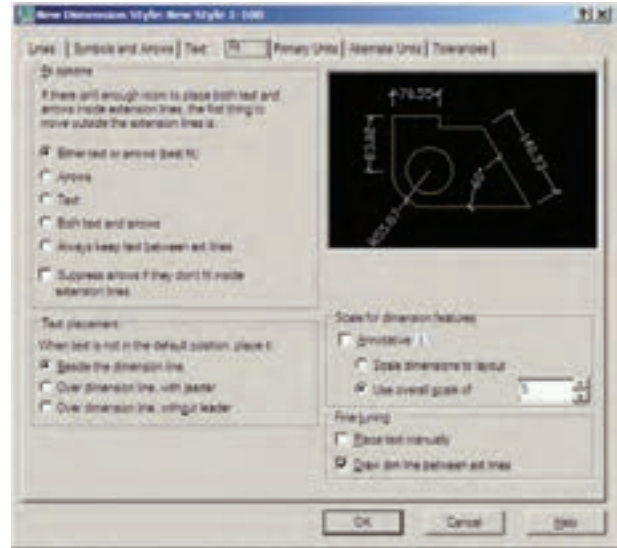 New Dimension Style: New Style 1-100
Lines
Symbols and Arrows
Text
Fit
Primary Units
Alternate Units
Tolerances
Fit options
If there isn't enough room to place both text and
arrows inside extension lines, the first thing to
move outside the extension lines is:
Either text or arrows (best fit)
Arrows
Text
Both text and arrows
Always keep text between ext lines
Suppress arrows if they don't fit inside
extension lines
Text placement
When text is not in the default position, place it:
Beside the dimension line
Over dimension line, with leader
Over dimension line, without leader
Scale for dimension features
Annotative
Scale dimensions to layout
Use overall scale of:
Fine tuning
Place text manually
Draw dim line between ext lines
OK
Cancel
Help